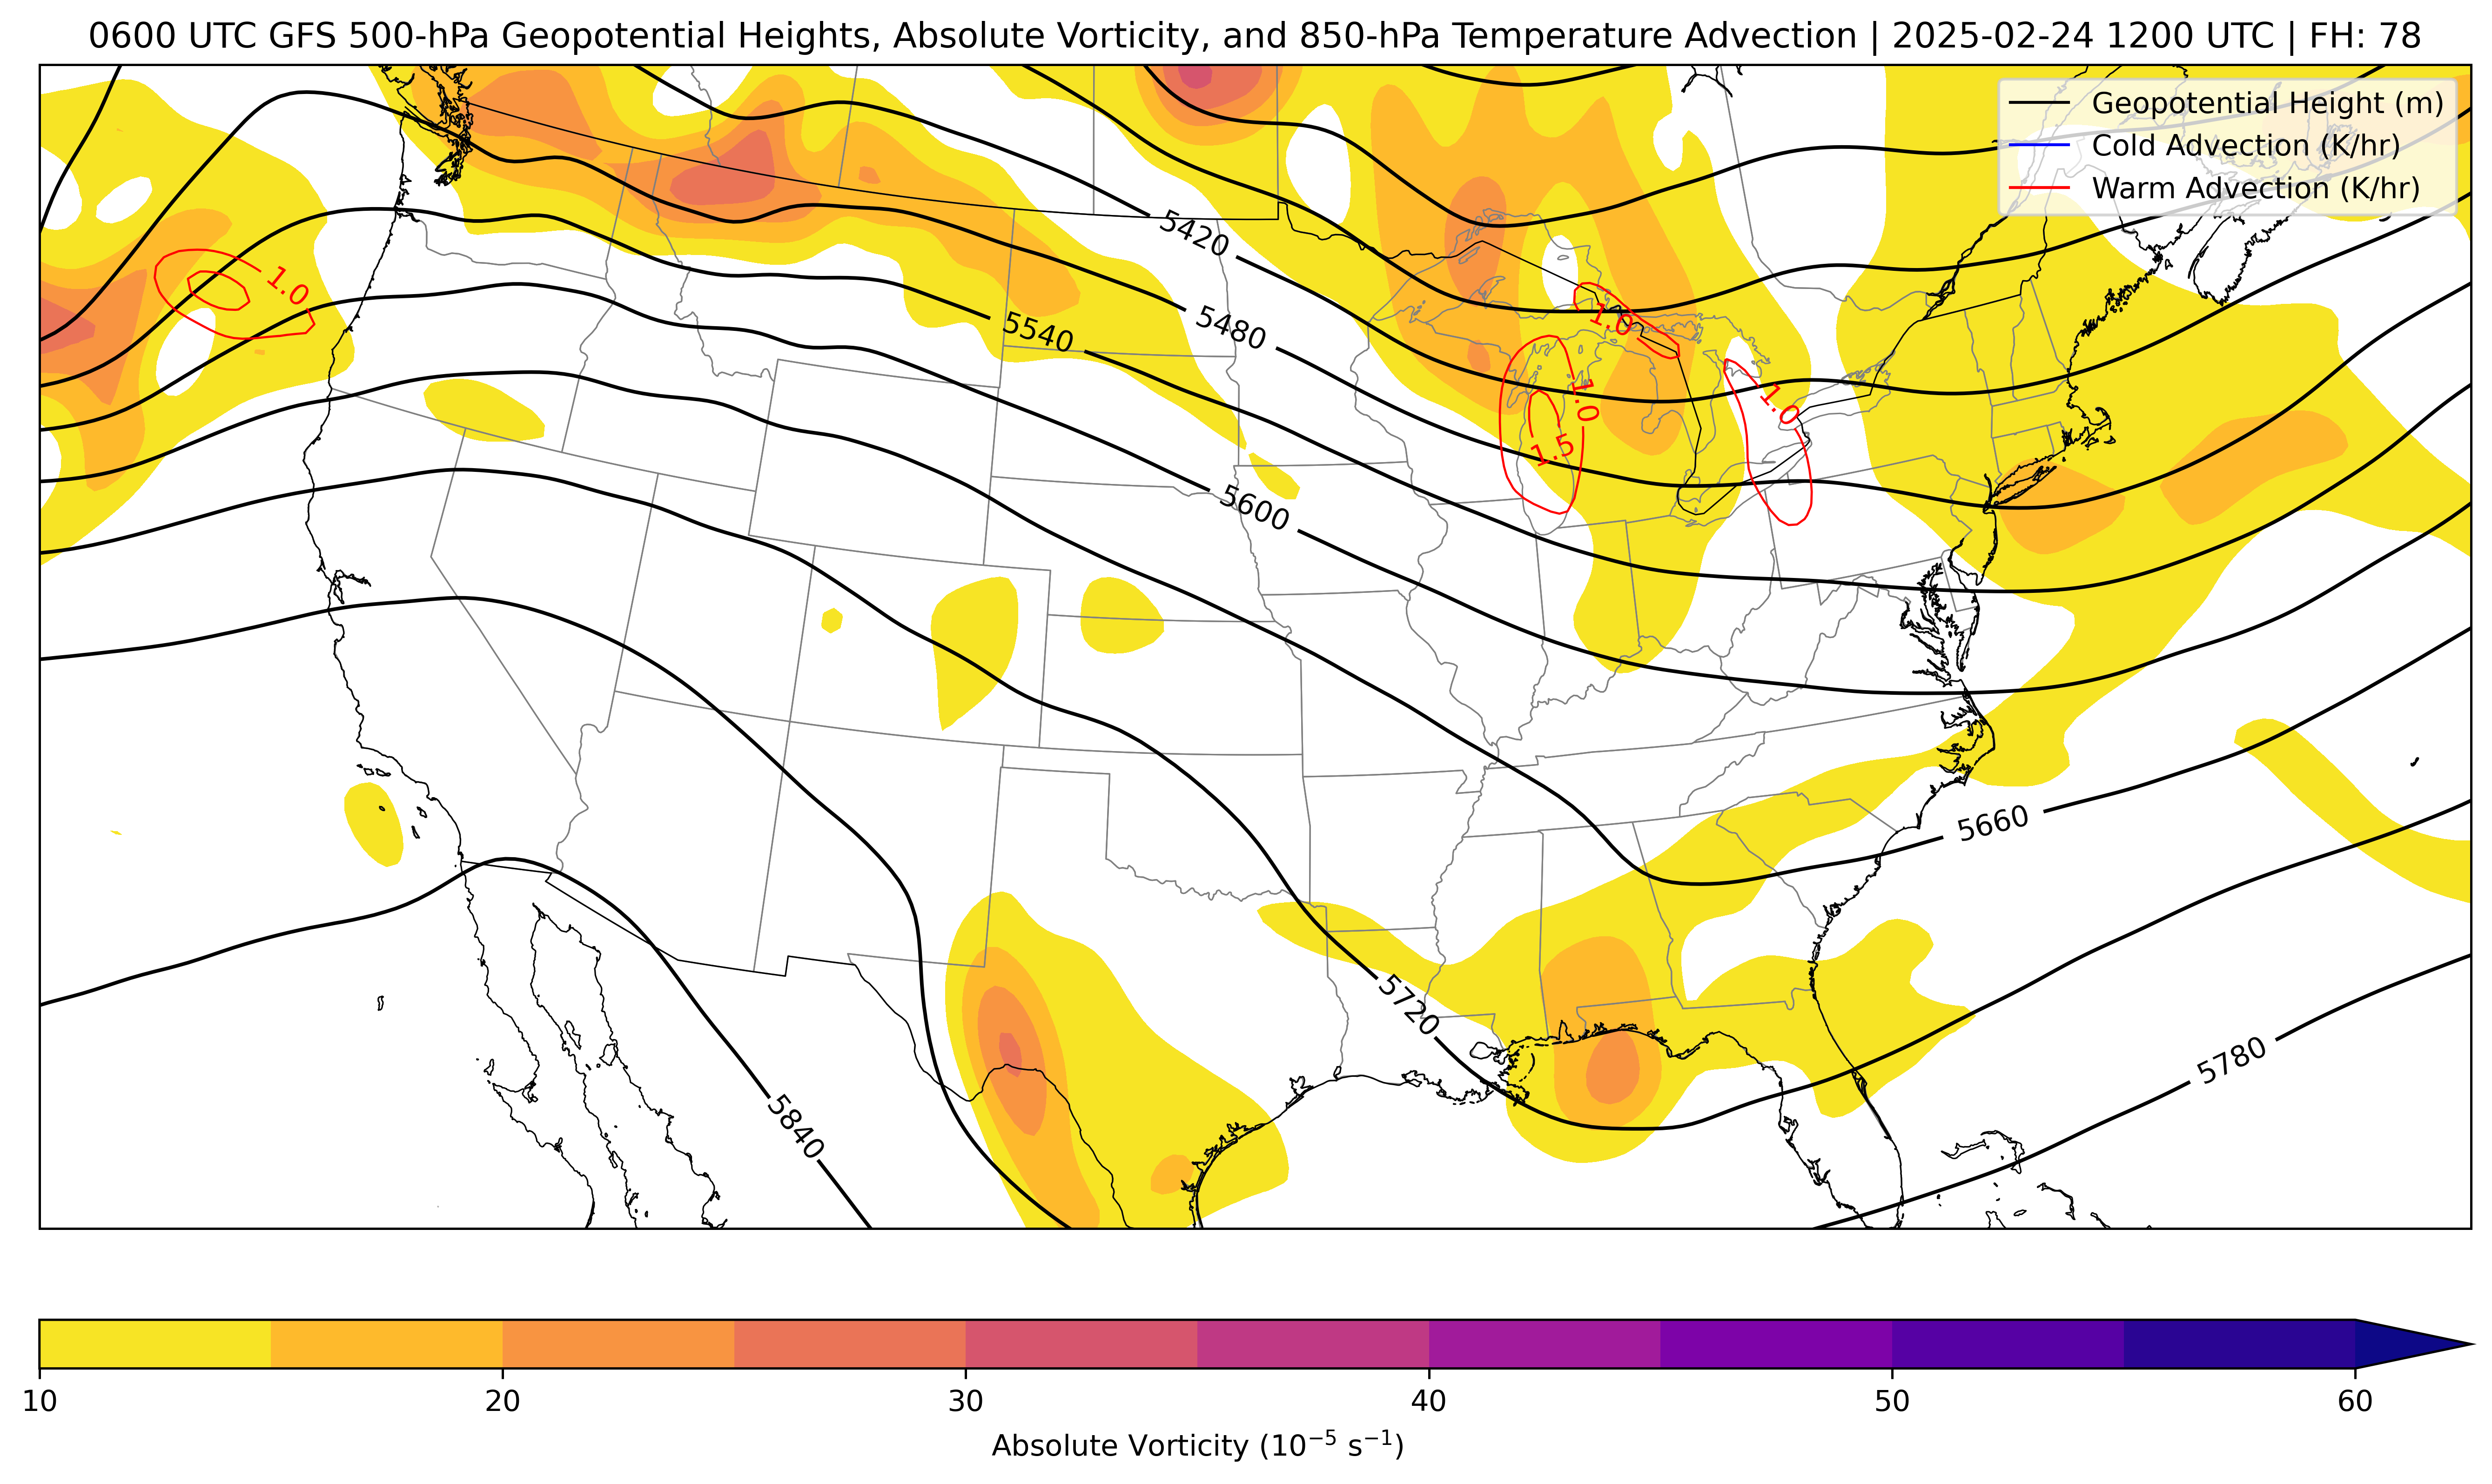 0600 UTC GFS 500-hPa Geopotential Heights, Absolute Vorticity, and 850-hPa Temperature Advection | 2025-02-24 1200 UTC | FH: 78
Geopotential Height (m)
Cold Advection (K/hr)
Warm Advection (K/hr)
5420
1.0
1.0
5480
5540
1.0
1.0
1.5
5600
5660
5720
5780
5840
10 20 30 40 50 60
Absolute Vorticity (10⁻⁵ s⁻¹)